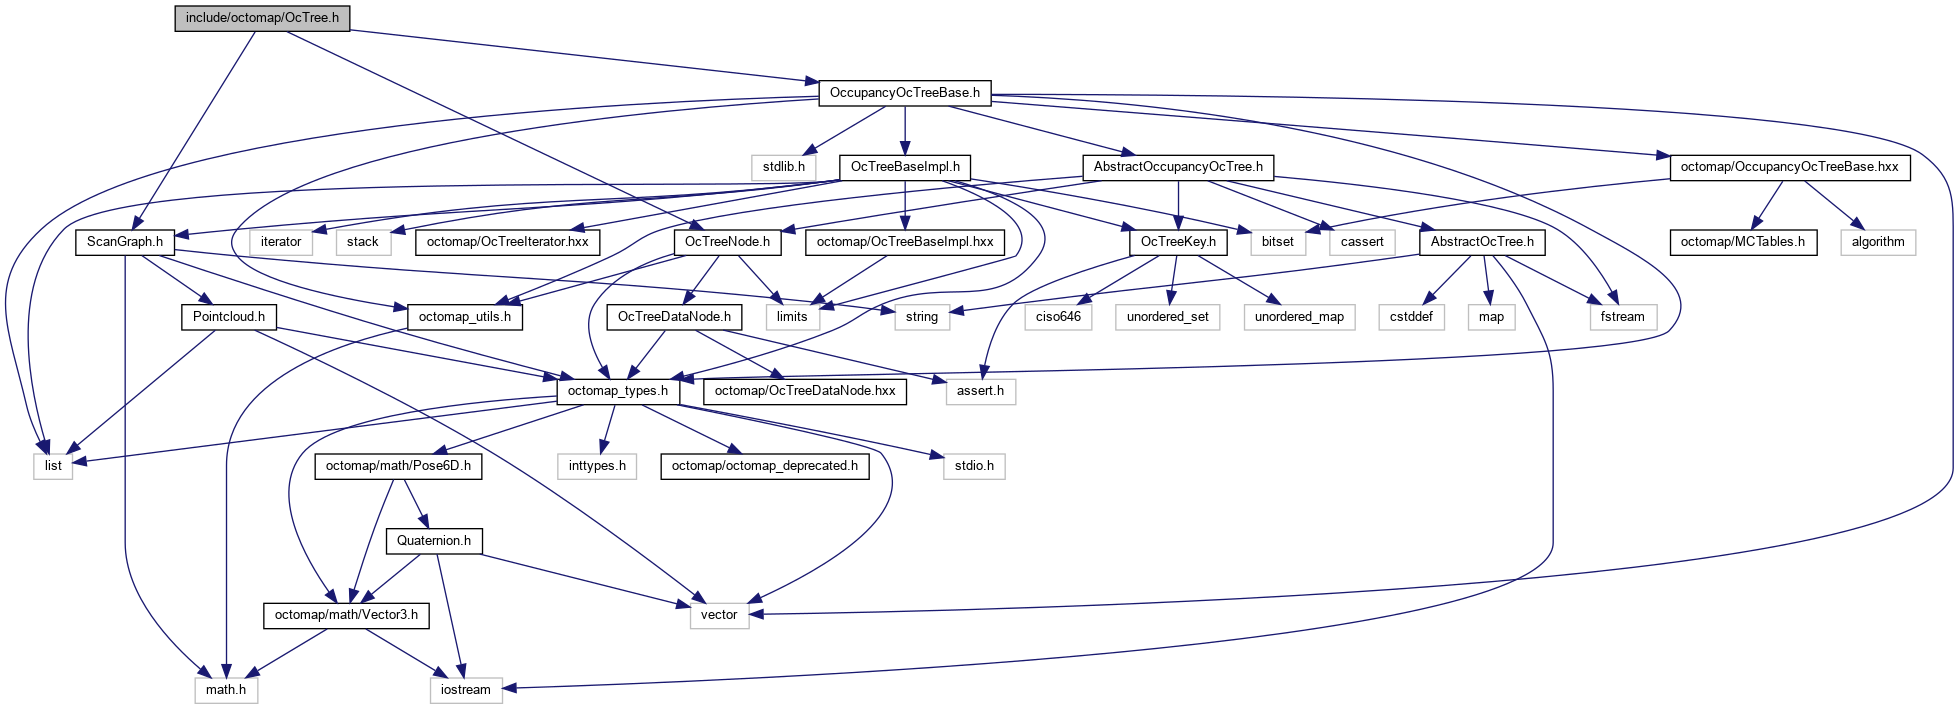 include/octomap/OcTree.h
OccupancyOcTreeBase.h
stdlib.h
OcTreeBaseImpl.h
AbstractOccupancyOcTree.h
octomap/OccupancyOcTreeBase.hxx
ScanGraph.h
iterator
stack
octomap/OcTreeIterator.hxx
OcTreeNode.h
octomap/OcTreeBaseImpl.hxx
OcTreeKey.h
bitset
cassert
AbstractOcTree.h
octomap/MCTables.h
algorithm
Pointcloud.h
octomap_utils.h
OcTreeDataNode.h
limits
string
ciso646
unordered_set
unordered_map
cstddef
map
fstream
octomap_types.h
octomap/OcTreeDataNode.hxx
assert.h
list
octomap/math/Pose6D.h
inttypes.h
octomap/octomap_deprecated.h
stdio.h
Quaternion.h
octomap/math/Vector3.h
vector
math.h
iostream